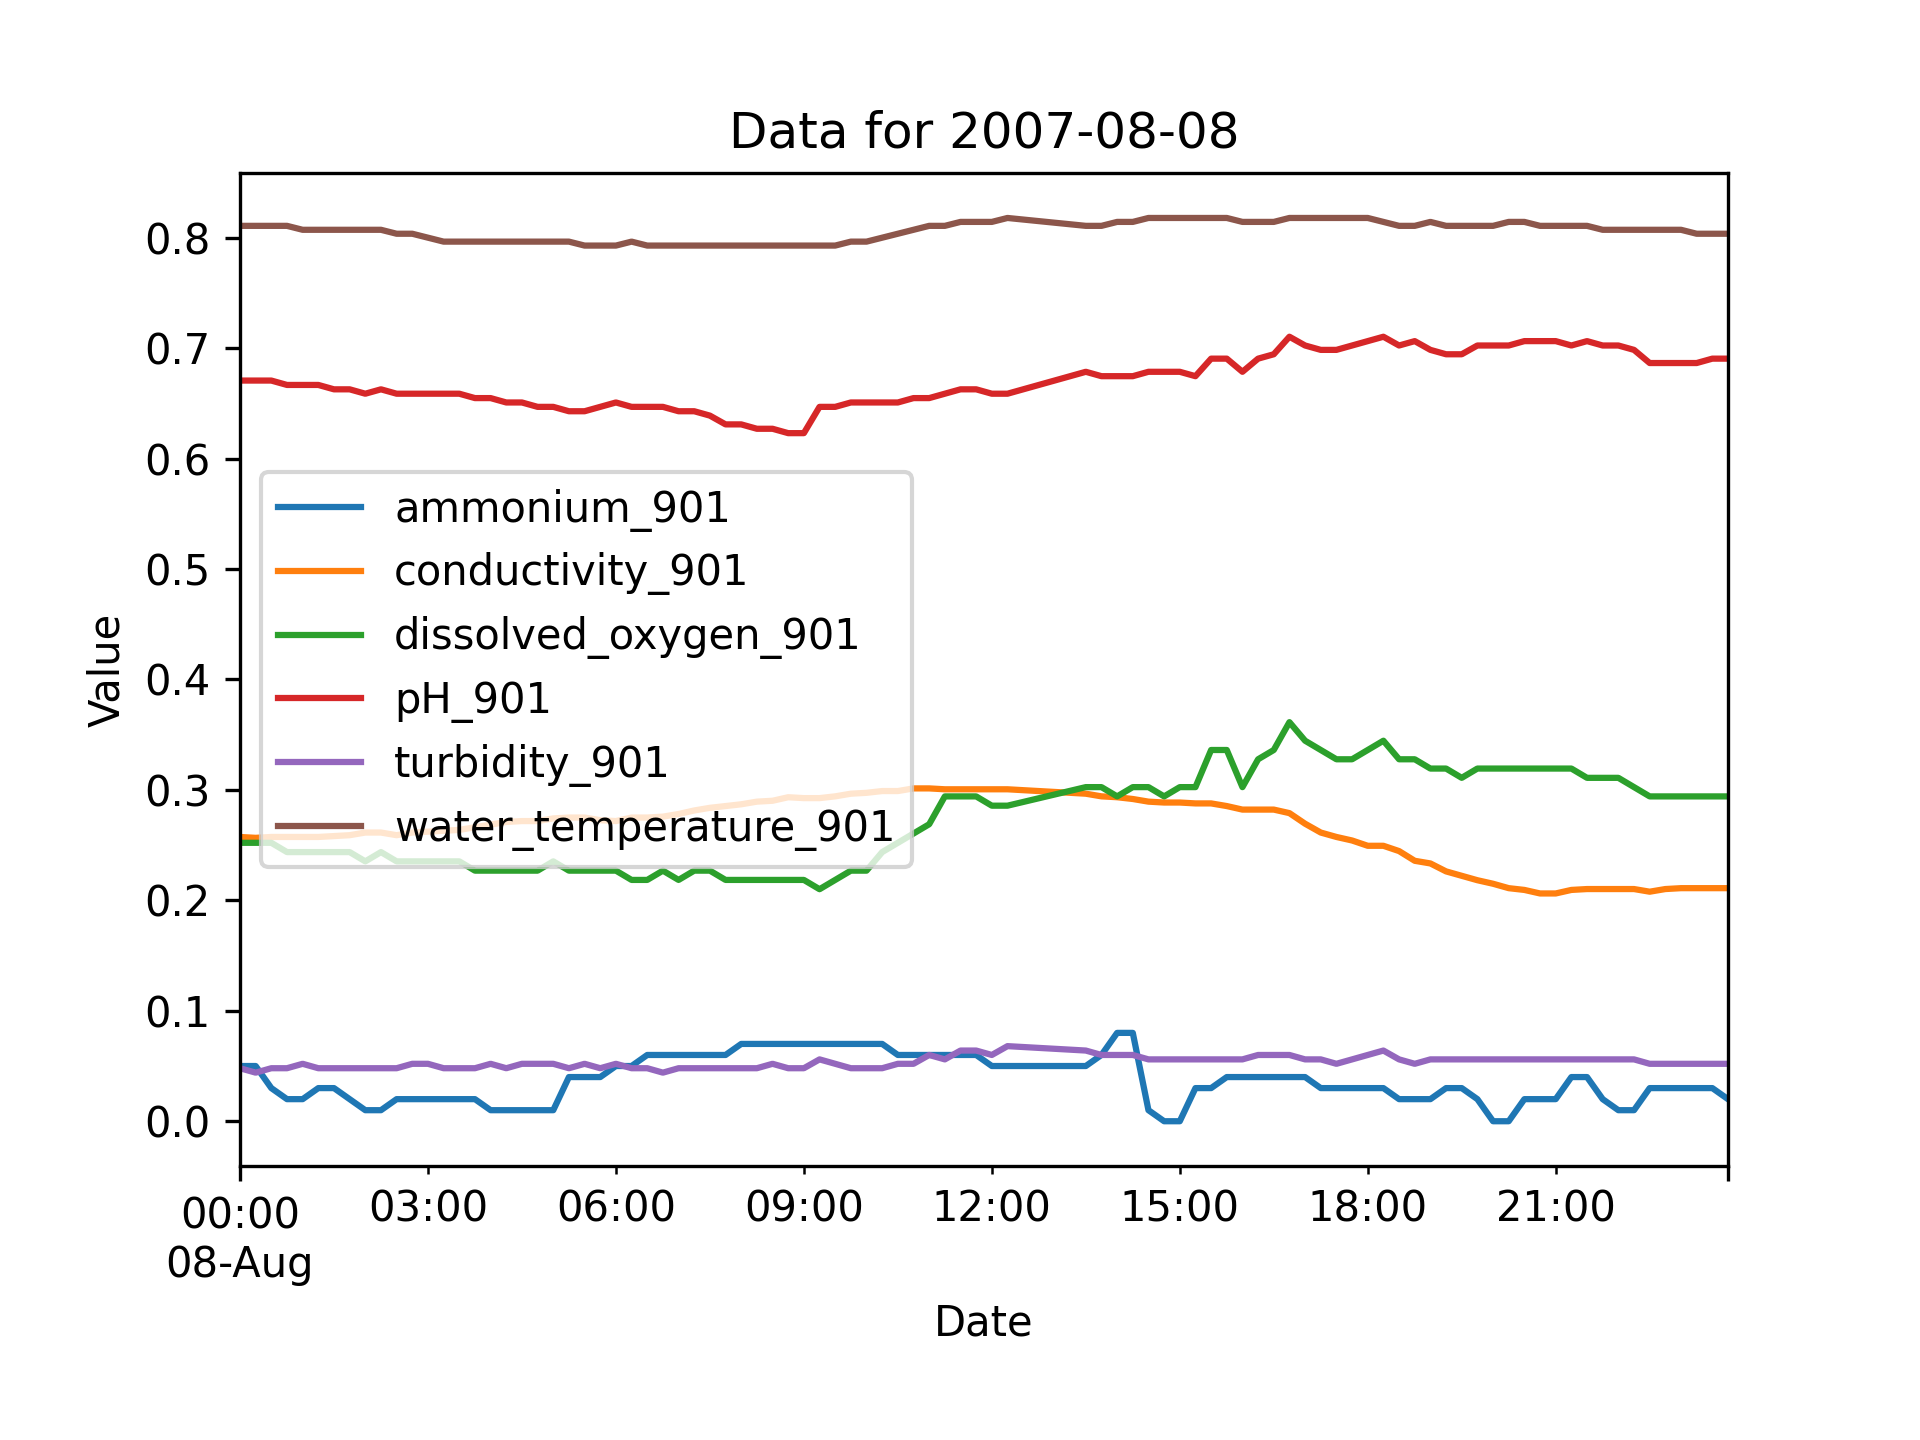 Data for 2007-08-08
Value
0.8
0.7
0.6
0.5
0.4
0.3
0.2
0.1
0.0
ammonium_901
conductivity_901
dissolved_oxygen_901
pH_901
turbidity_901
water_temperature_901
00:00 03:00 06:00 09:00 12:00 15:00 18:00 21:00
08-Aug
Date